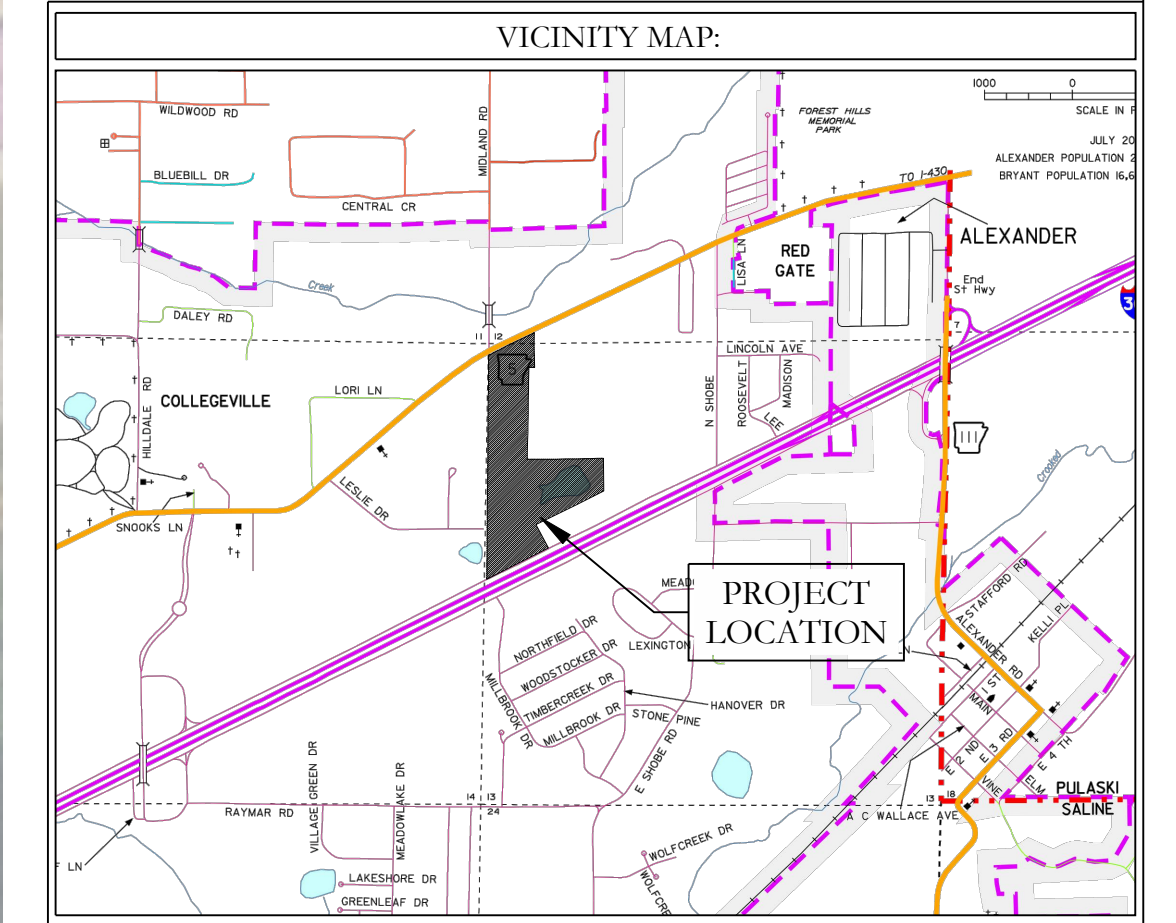 VICINITY MAP:
1000 0
SCALE IN F
JULY 20
ALEXANDER POPULATION 2
BRYANT POPULATION 16,6
WILDWOOD RD
MIDLAND RD
FOREST HILLS
MEMORIAL
PARK
BLUEBILL DR
CENTRAL CR
TO I-430
ALEXANDER
LISA LN
RED
GATE
End
St Hwy
3
Creek
DALEY RD
11 12
7
5
LINCOLN AVE
HILLDALE RD
COLLEGEVILLE
LORI LN
N SHOBE
ROOSEVELT
MADISON
LEE
111
Crooked
LESLIE DR
SNOOKS LN
PROJECT
LOCATION
MEAD
LEXINGTON
STAFFORD RD
KELLI PL
ALEXANDER RD
N
NORTHFIELD DR
WOODSTOCKER DR
TIMBERCREEK DR
MILLBROOK DR
MILLBROOK DR
HANOVER DR
STONE PINE
E SHOBE RD
1 ST
MAIN
E 2 ND
E 3 RD
E 4 TH
VINE
ELM
PULASKI
SALINE
VILLAGE GREEN DR
MEADOWLAKE DR
14 13
24
13 18
RAYMAR RD
A C WALLACE AVE
F LN
WOLFCREEK DR
WOLFCRE
LAKESHORE DR
GREENLEAF DR